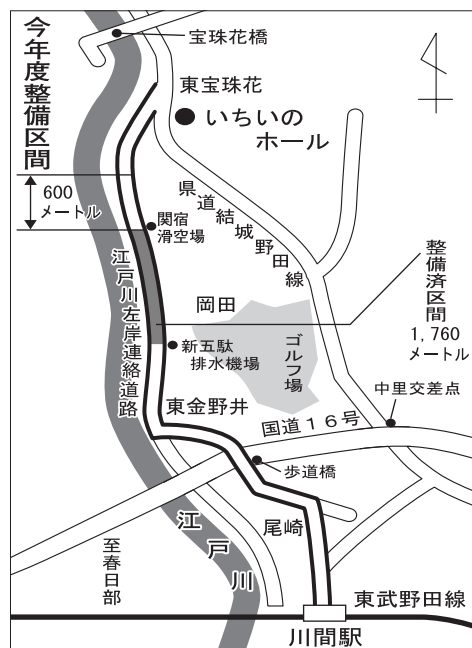 宝珠花橋
今年度整備区間
東宝珠花
いちいの
ホール
600
メートル
関宿
滑空場
県道結城野田線
江戸川左岸連絡道路
岡田
整備済区間
1,760
メートル
ゴルフ場
新五駄
排水機場
中里交差点
東金野井
国道16号
歩道橋
尾崎
江戸川
至春日部
東武野田線
川間駅